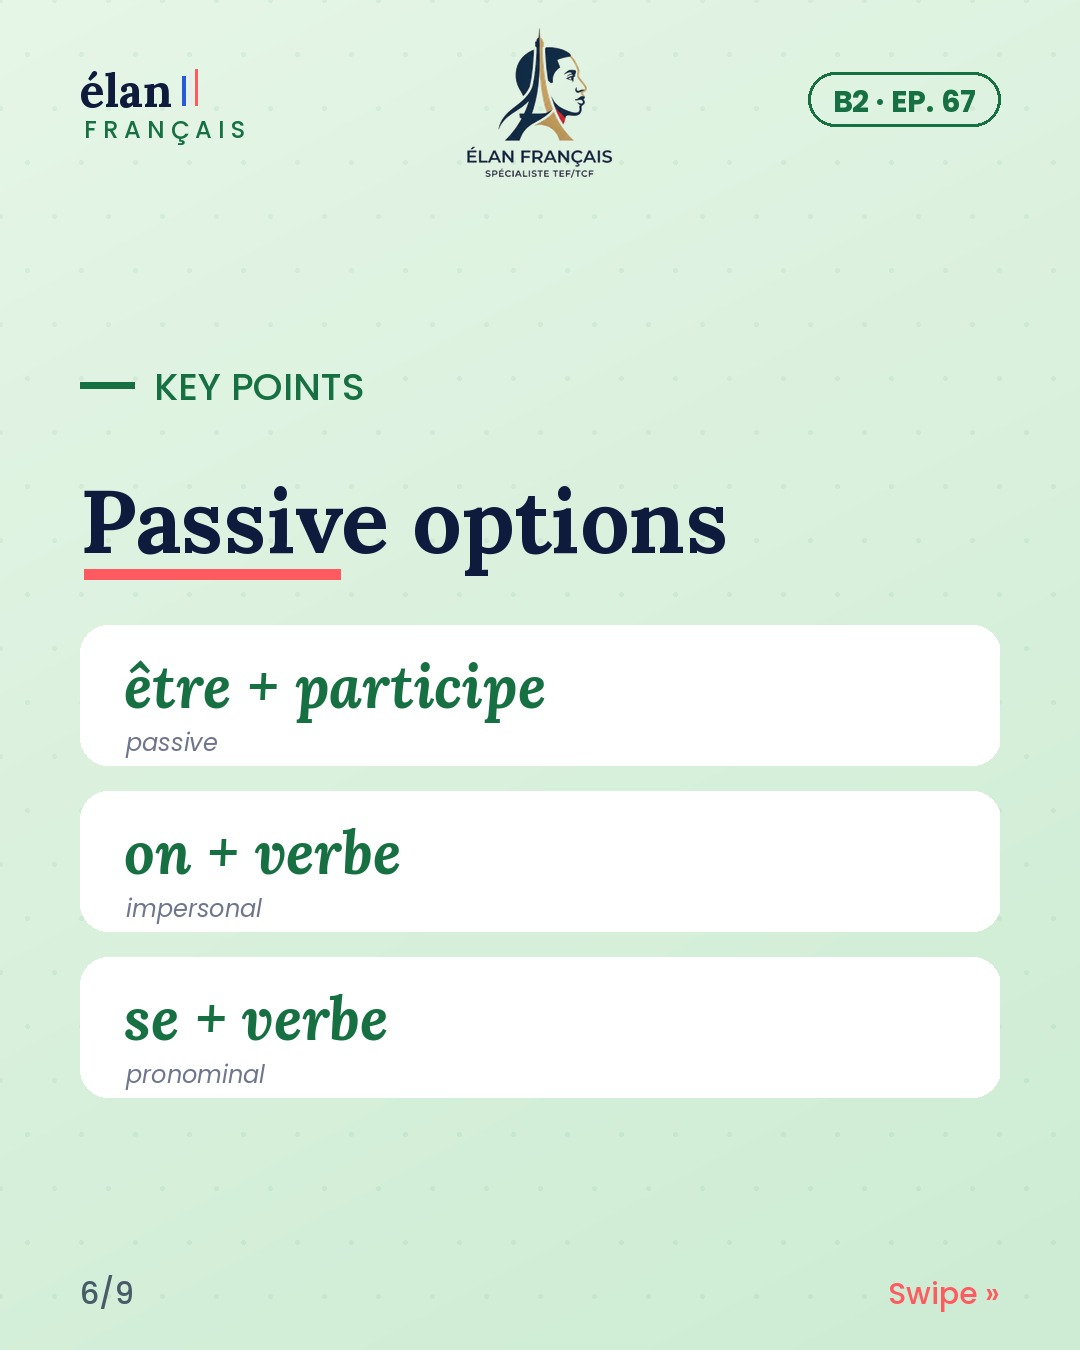 élan
FRANÇAIS
ÉLAN FRANÇAIS
SPÉCIALISTE TEF/TCF
B2 · EP. 67
KEY POINTS
Passive options
être + participe
passive
on + verbe
impersonal
se + verbe
pronominal
6/9
Swipe »